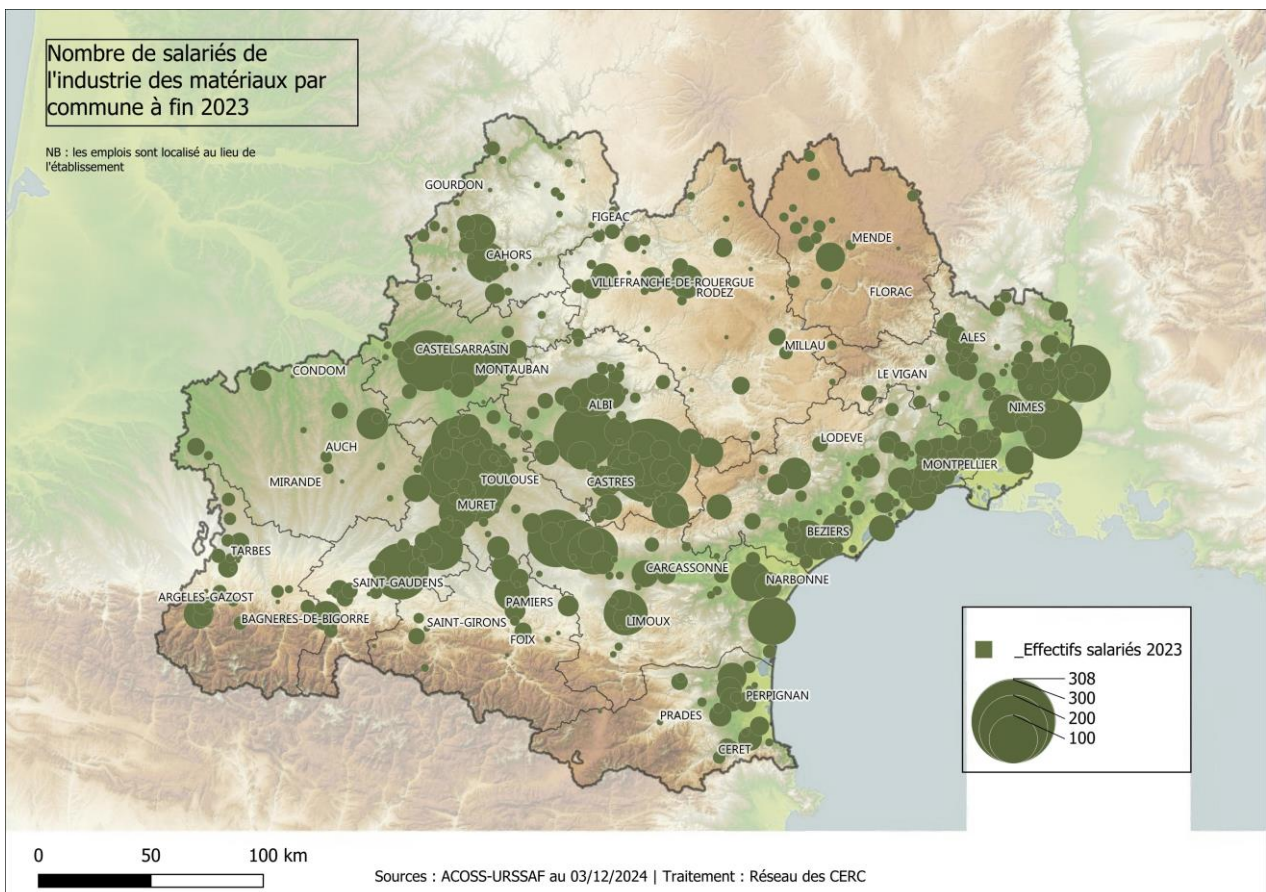 Nombre de salariés de
l'industrie des matériaux par
commune à fin 2023
NB : les emplois sont localisé au lieu de
l'établissement
GOURDON
FIGEAC
MENDE
CAHORS
VILLEFRANCHE-DE-ROUERGUE
RODEZ
FLORAC
ALES
CASTELSARRASIN
MILLAU
CONDOM
MONTAUBAN
LE VIGAN
ALBI
NIMES
AUCH
LODEVE
MONTPELLIER
MIRANDE
TOULOUSE
CASTRES
MURET
BEZIERS
TARBES
CARCASSONNE
NARBONNE
SAINT-GAUDENS
ARGELES-GAZOST
PAMIERS
BAGNERES-DE-BIGORRE
SAINT-GIRONS
LIMOUX
FOIX
PERPIGNAN
PRADES
CERET
_Effectifs salariés 2023
308
300
200
100
0 50 100 km
Sources : ACOSS-URSSAF au 03/12/2024 | Traitement : Réseau des CERC